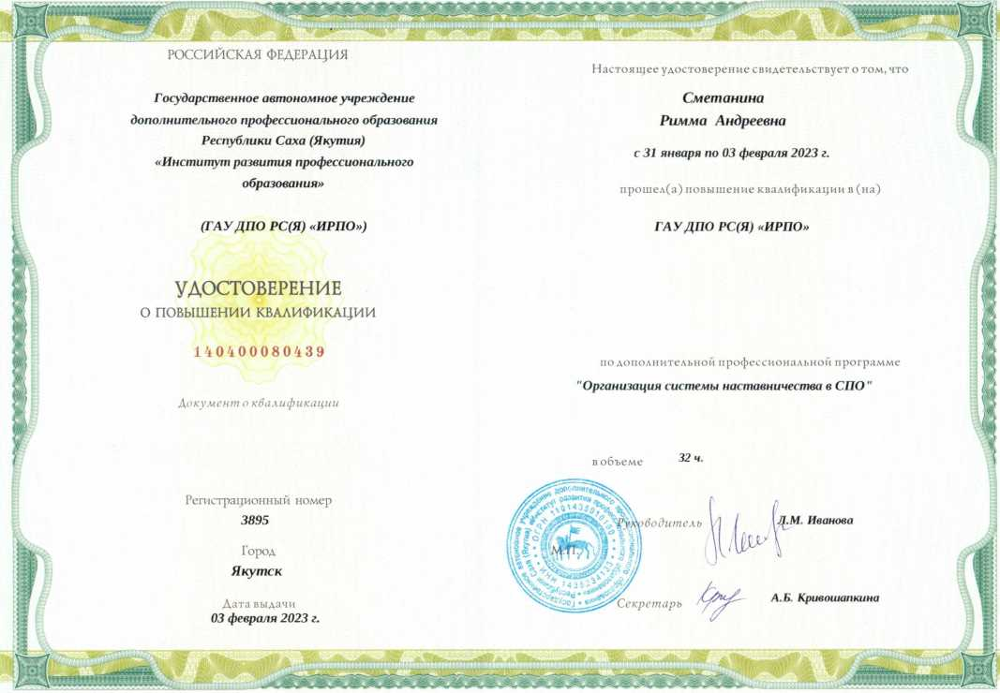 РОССИЙСКАЯ ФЕДЕРАЦИЯ
Государственное автономное учреждение
дополнительного профессионального образования
Республики Саха (Якутия)
«Институт развития профессионального
образования»
(ГАУ ДПО РС(Я) «ИРПО»)
УДОСТОВЕРЕНИЕ
О ПОВЫШЕНИИ КВАЛИФИКАЦИИ
140400080439
Документ о квалификации
Регистрационный номер
3895
Город
Якутск
Дата выдачи
03 февраля 2023 г.
Настоящее удостоверение свидетельствует о том, что
Сметанина
Римма Андреевна
с 31 января по 03 февраля 2023 г.
прошел(а) повышение квалификации в (на)
ГАУ ДПО РС(Я) «ИРПО»
по дополнительной профессиональной программе
"Организация системы наставничества в СПО"
в объеме 32 ч.
Руководитель Д.М. Иванова
М.П.
Секретарь А.Б. Кривошапкина